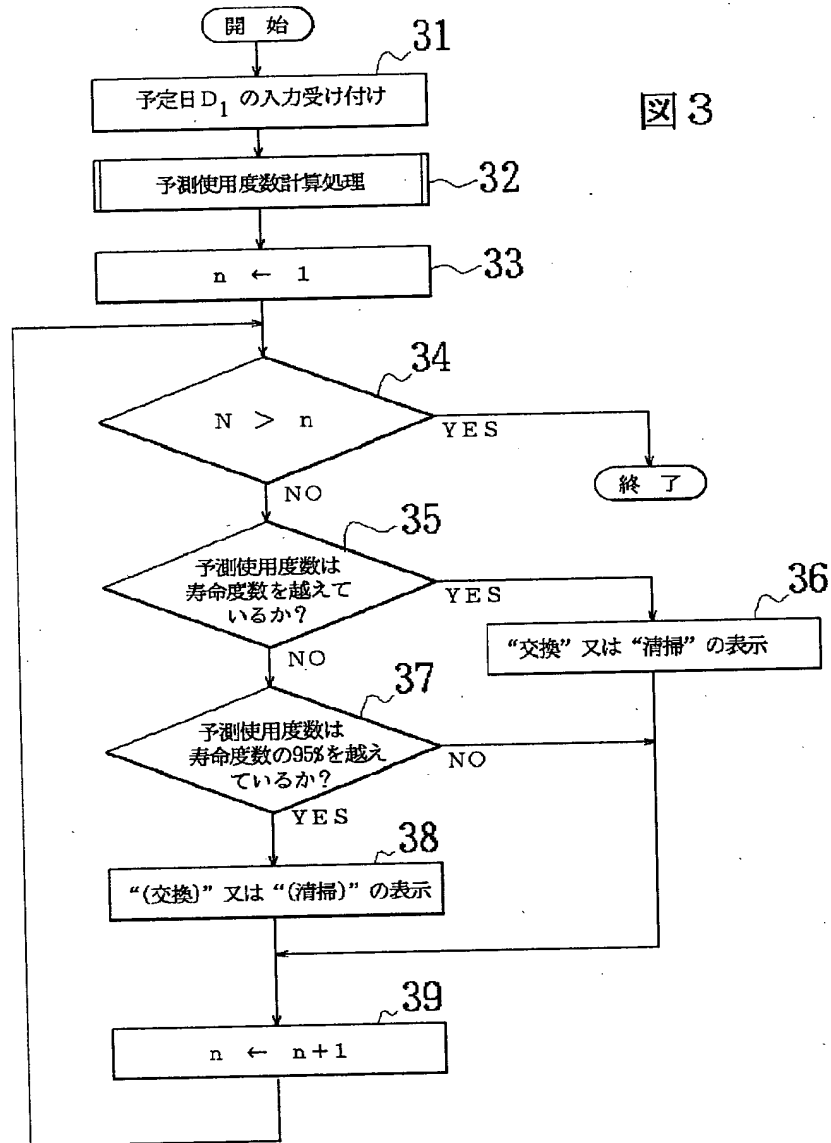 開 始
31
予定日D1 の入力受け付け
図3
予測使用度数計算処理
32
n ← 1
33
34
N > n
YES
終 了
NO
35
予測使用度数は
寿命度数を越えて
いるか?
YES
36
“交換” 又は “清掃” の表示
NO
37
予測使用度数は
寿命度数の95%を越え
ているか?
NO
YES
38
“(交換)” 又は “(清掃)” の表示
39
n ← n+1